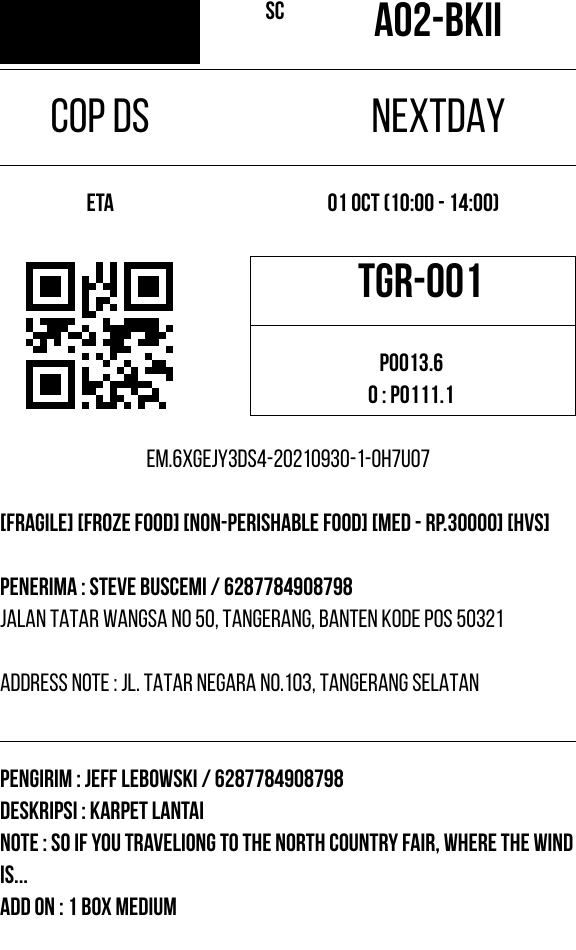 SC
A02-BKII
COP DS
NEXTDAY
ETA
01 OCT (10:00 - 14:00)
TGR-001
P0013.6
O : P0111.1
EM.6XGEJY3DS4-20210930-1-0H7U07
[FRAGILE] [FROZE FOOD] [NON-PERISHABLE FOOD] [MED - RP.30000] [HVS]
PENERIMA : STEVE BUSCEMI / 6287784908798
JALAN TATAR WANGSA NO 50, TANGERANG, BANTEN KODE POS 50321
ADDRESS NOTE : JL. TATAR NEGARA NO.103, TANGERANG SELATAN
PENGIRIM : JEFF LEBOWSKI / 6287784908798
DESKRIPSI : KARPET LANTAI
NOTE : SO IF YOU TRAVELIONG TO THE NORTH COUNTRY FAIR, WHERE THE WIND
IS...
ADD ON : 1 BOX MEDIUM